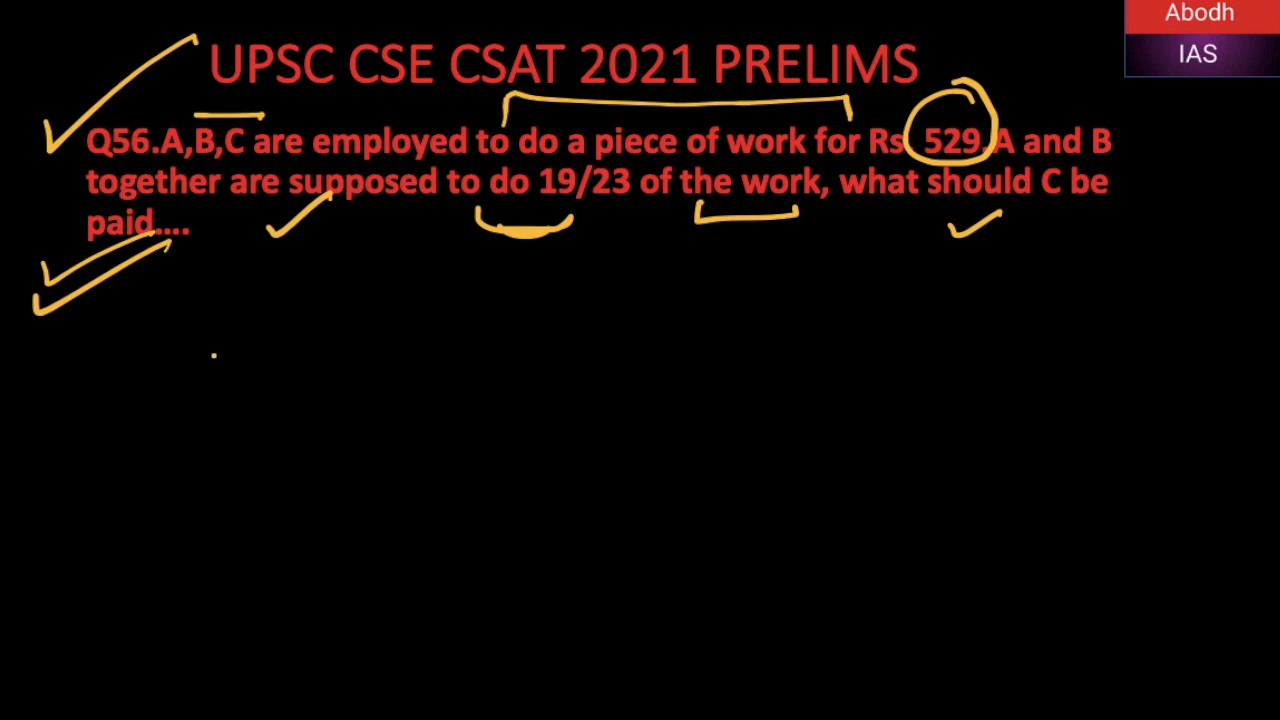 Abodh
IAS
UPSC CSE CSAT 2021 PRELIMS
Q56.A,B,C are employed to do a piece of work for Rs. 529.A and B
together are supposed to do 19/23 of the work, what should C be
paid....